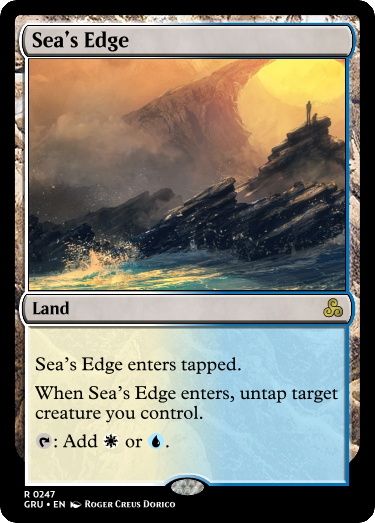 Sea's Edge
Land
Sea's Edge enters tapped.
When Sea's Edge enters, untap target
creature you control.
: Add or .
R 0247
GRU • EN Roger Creus Dorico